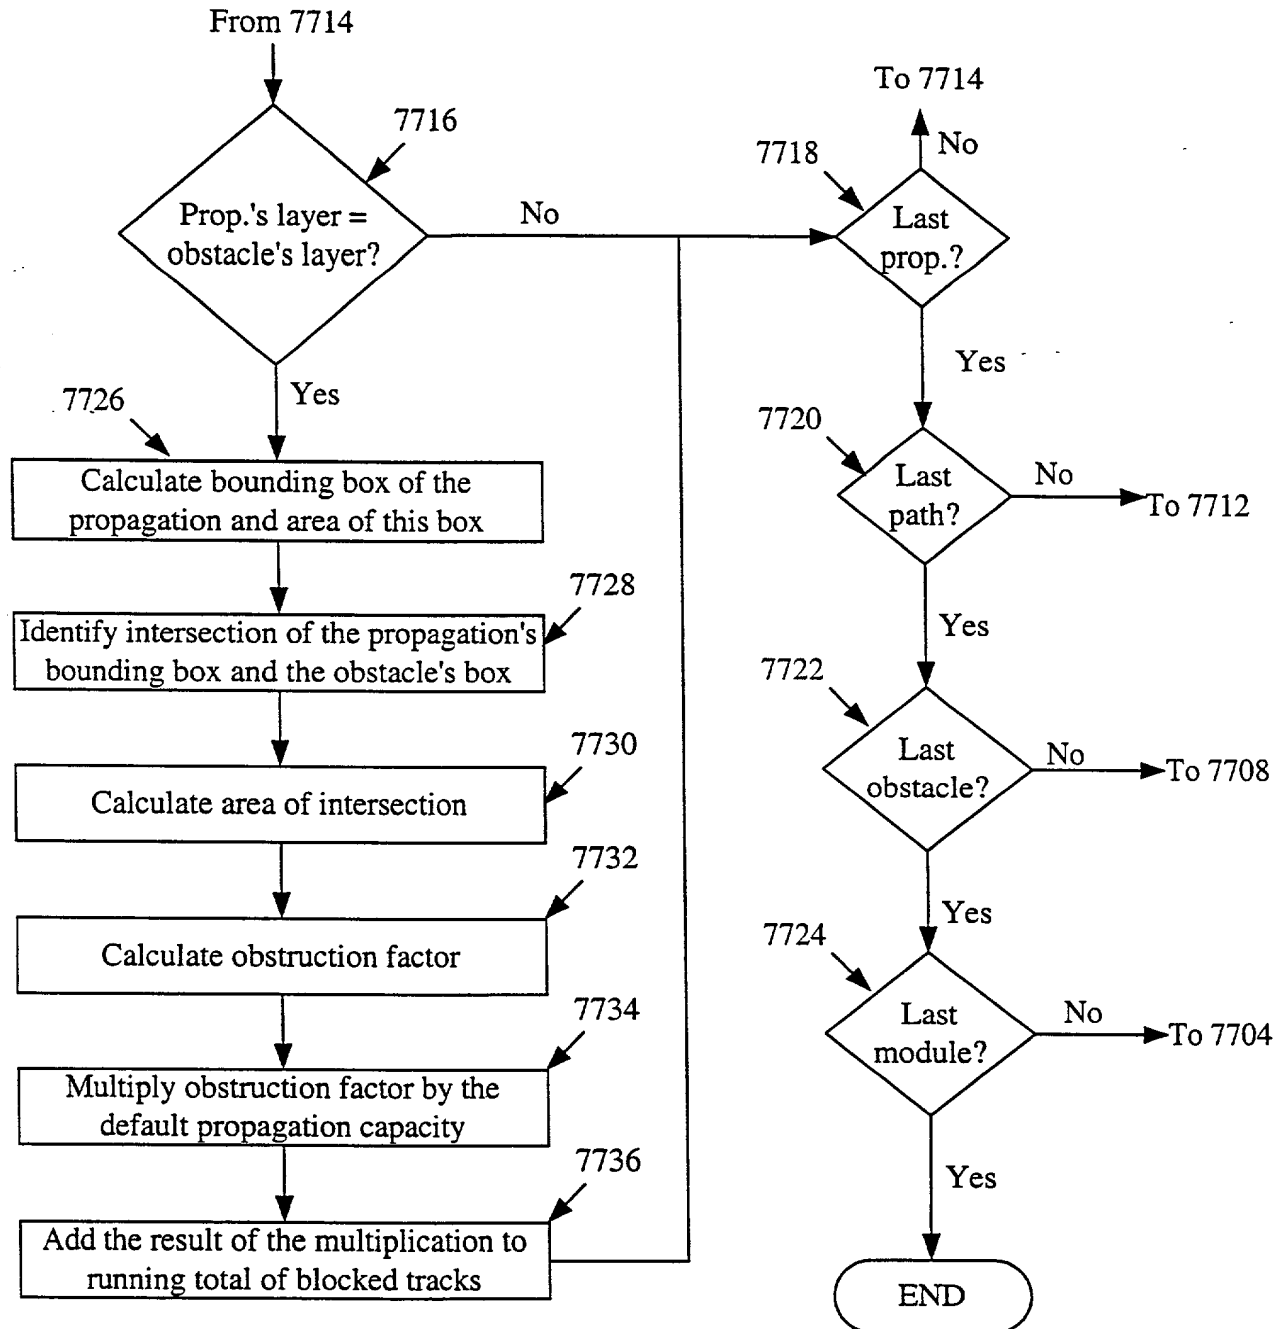 From 7714
7716
Prop.'s layer =
obstacle's layer?
No
Yes
7726
Calculate bounding box of the
propagation and area of this box
7728
Identify intersection of the propagation's
bounding box and the obstacle's box
7730
Calculate area of intersection
7732
Calculate obstruction factor
7734
Multiply obstruction factor by the
default propagation capacity
7736
Add the result of the multiplication to
running total of blocked tracks
To 7714
No
7718
Last
prop.?
Yes
7720
Last
path?
No
To 7712
Yes
7722
Last
obstacle?
No
To 7708
Yes
7724
Last
module?
No
To 7704
Yes
END